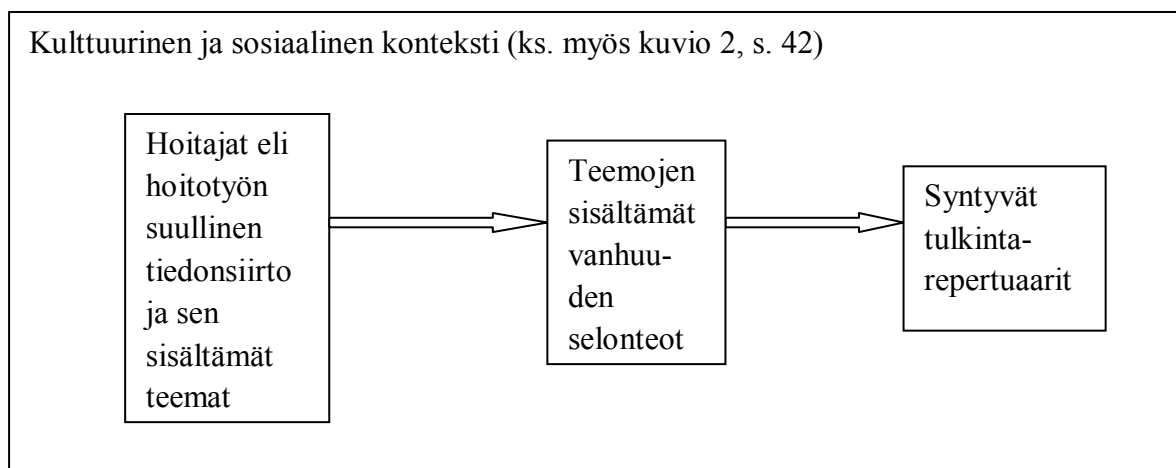 Kulttuurinen ja sosiaalinen konteksti (ks. myös kuvio 2, s. 42)
Hoitajat eli
hoitotyön
suullinen
tiedonsiirto
ja sen
sisältämät
teemat
Teemojen
sisältämät
vanhuu-
den
selonteot
Syntyvät
tulkinta-
repertuaarit